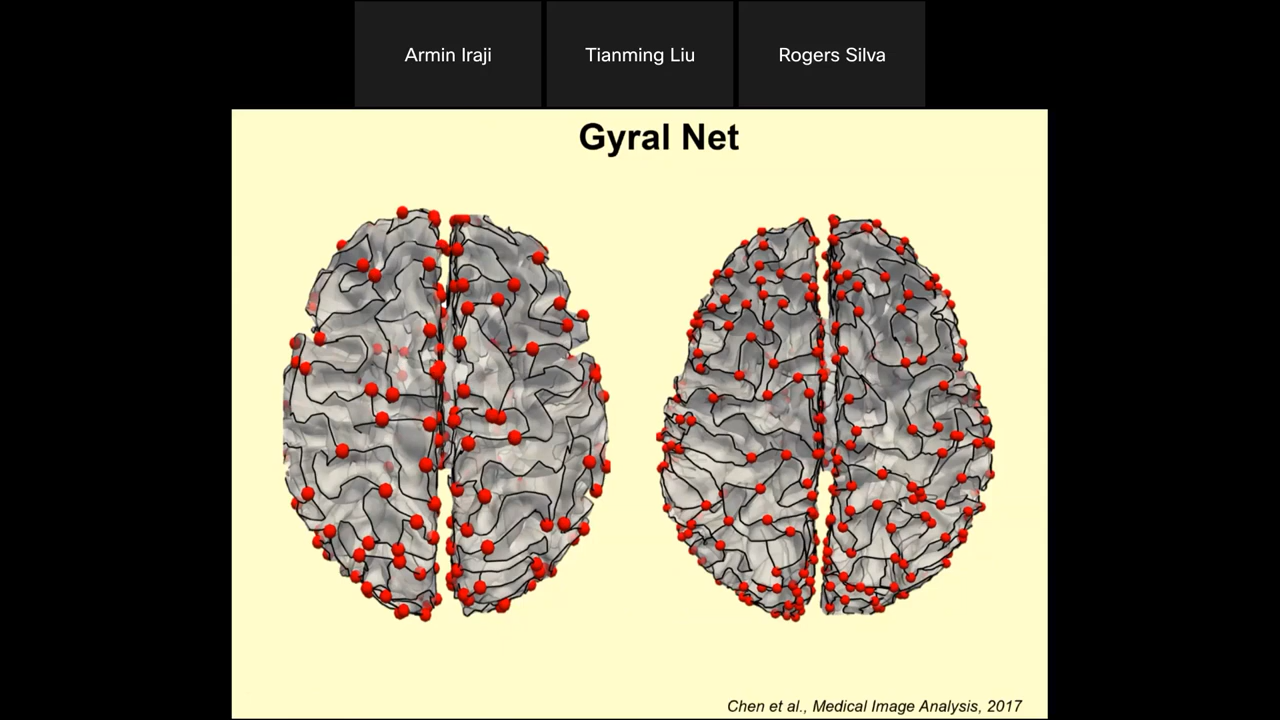 Armin Iraji
Tianming Liu
Rogers Silva
Gyral Net
Chen et al., Medical Image Analysis, 2017